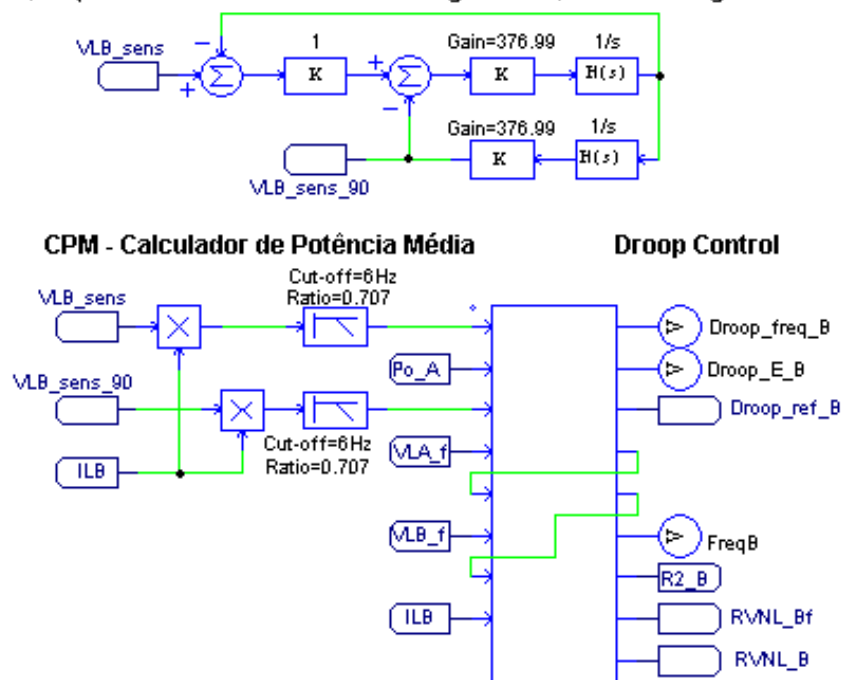 VLB_sens
1
K
Gain=376.99
K
1/s
H(s)
Gain=376.99
K
1/s
H(s)
VLB_sens_90
CPM - Calculador de Potência Média
Droop Control
VLB_sens
Cut-off=6Hz
Ratio=0.707
VLB_sens_90
Cut-off=6Hz
Ratio=0.707
ILB
Po_A
VLA_f
VLB_f
ILB
Droop_freq_B
Droop_E_B
Droop_ref_B
FreqB
R2_B
RVNL_Bf
RVNL_B